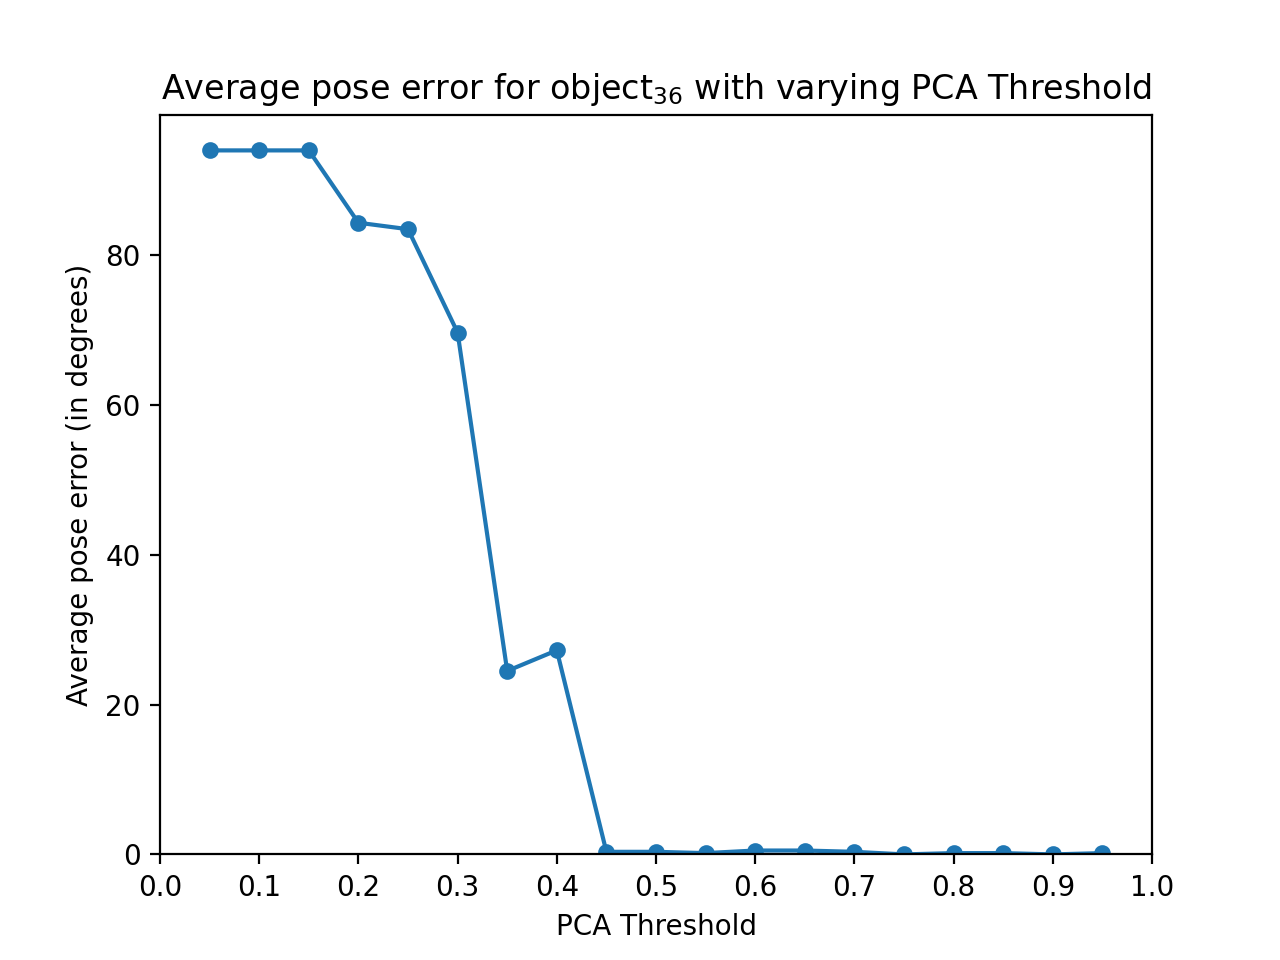 Average pose error for object₃₆ with varying PCA Threshold
Average pose error (in degrees)
80
60
40
20
0
0.0 0.1 0.2 0.3 0.4 0.5 0.6 0.7 0.8 0.9 1.0
PCA Threshold